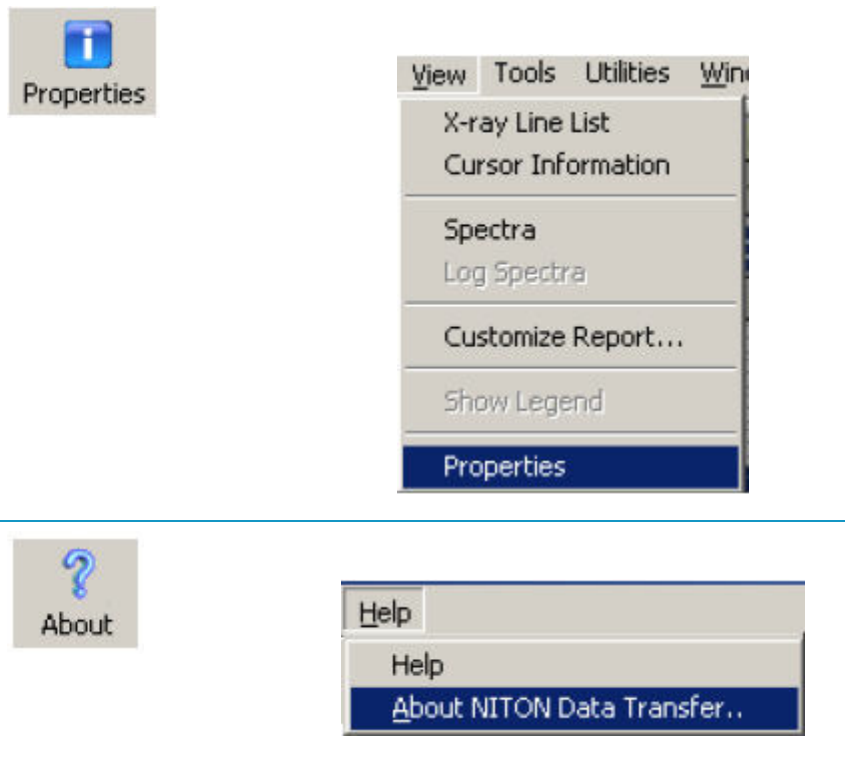 Properties
View Tools Utilities Win
X-ray Line List
Cursor Information
Spectra
Log Spectra
Customize Report...
Show Legend
Properties
About
Help
Help
About NITON Data Transfer..